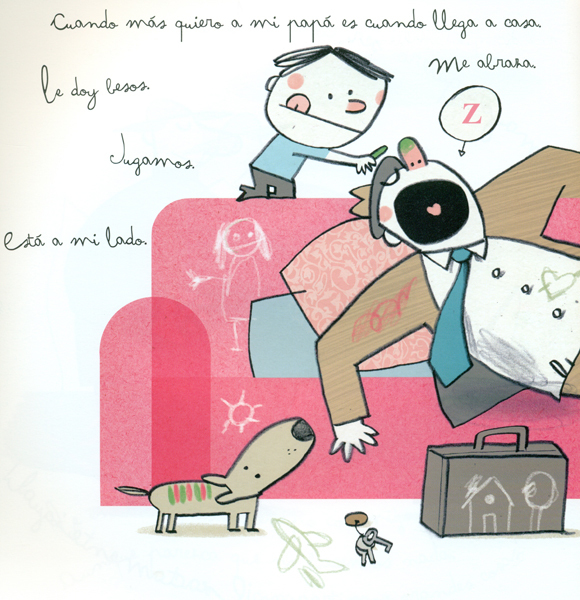 Cuando más quiero a mi papá es cuando llega a casa.
Me abraza.
Le doy besos.
Jugamos.
Está a mi lado.
Z